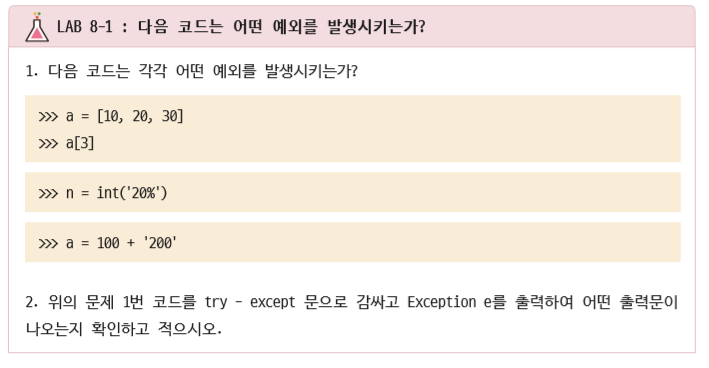 LAB 8-1 : 다음 코드는 어떤 예외를 발생시키는가?
1. 다음 코드는 각각 어떤 예외를 발생시키는가?
>>> a = [10, 20, 30]
>>> a[3]
>>> n = int('20%')
>>> a = 100 + '200'
2. 위의 문제 1번 코드를 try - except 문으로 감싸고 Exception e를 출력하여 어떤 출력문이
나오는지 확인하고 적으시오.